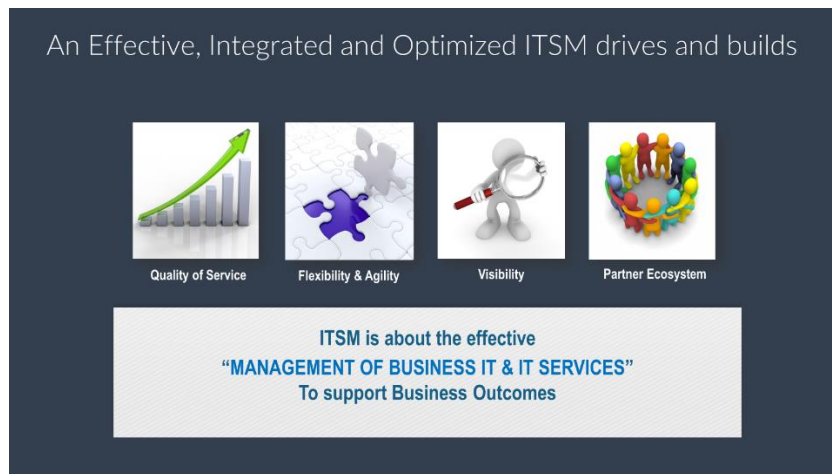 An Effective, Integrated and Optimized ITSM drives and builds
Quality of Service
Flexibility & Agility
Visibility
Partner Ecosystem
ITSM is about the effective
“MANAGEMENT OF BUSINESS IT & IT SERVICES”
To support Business Outcomes